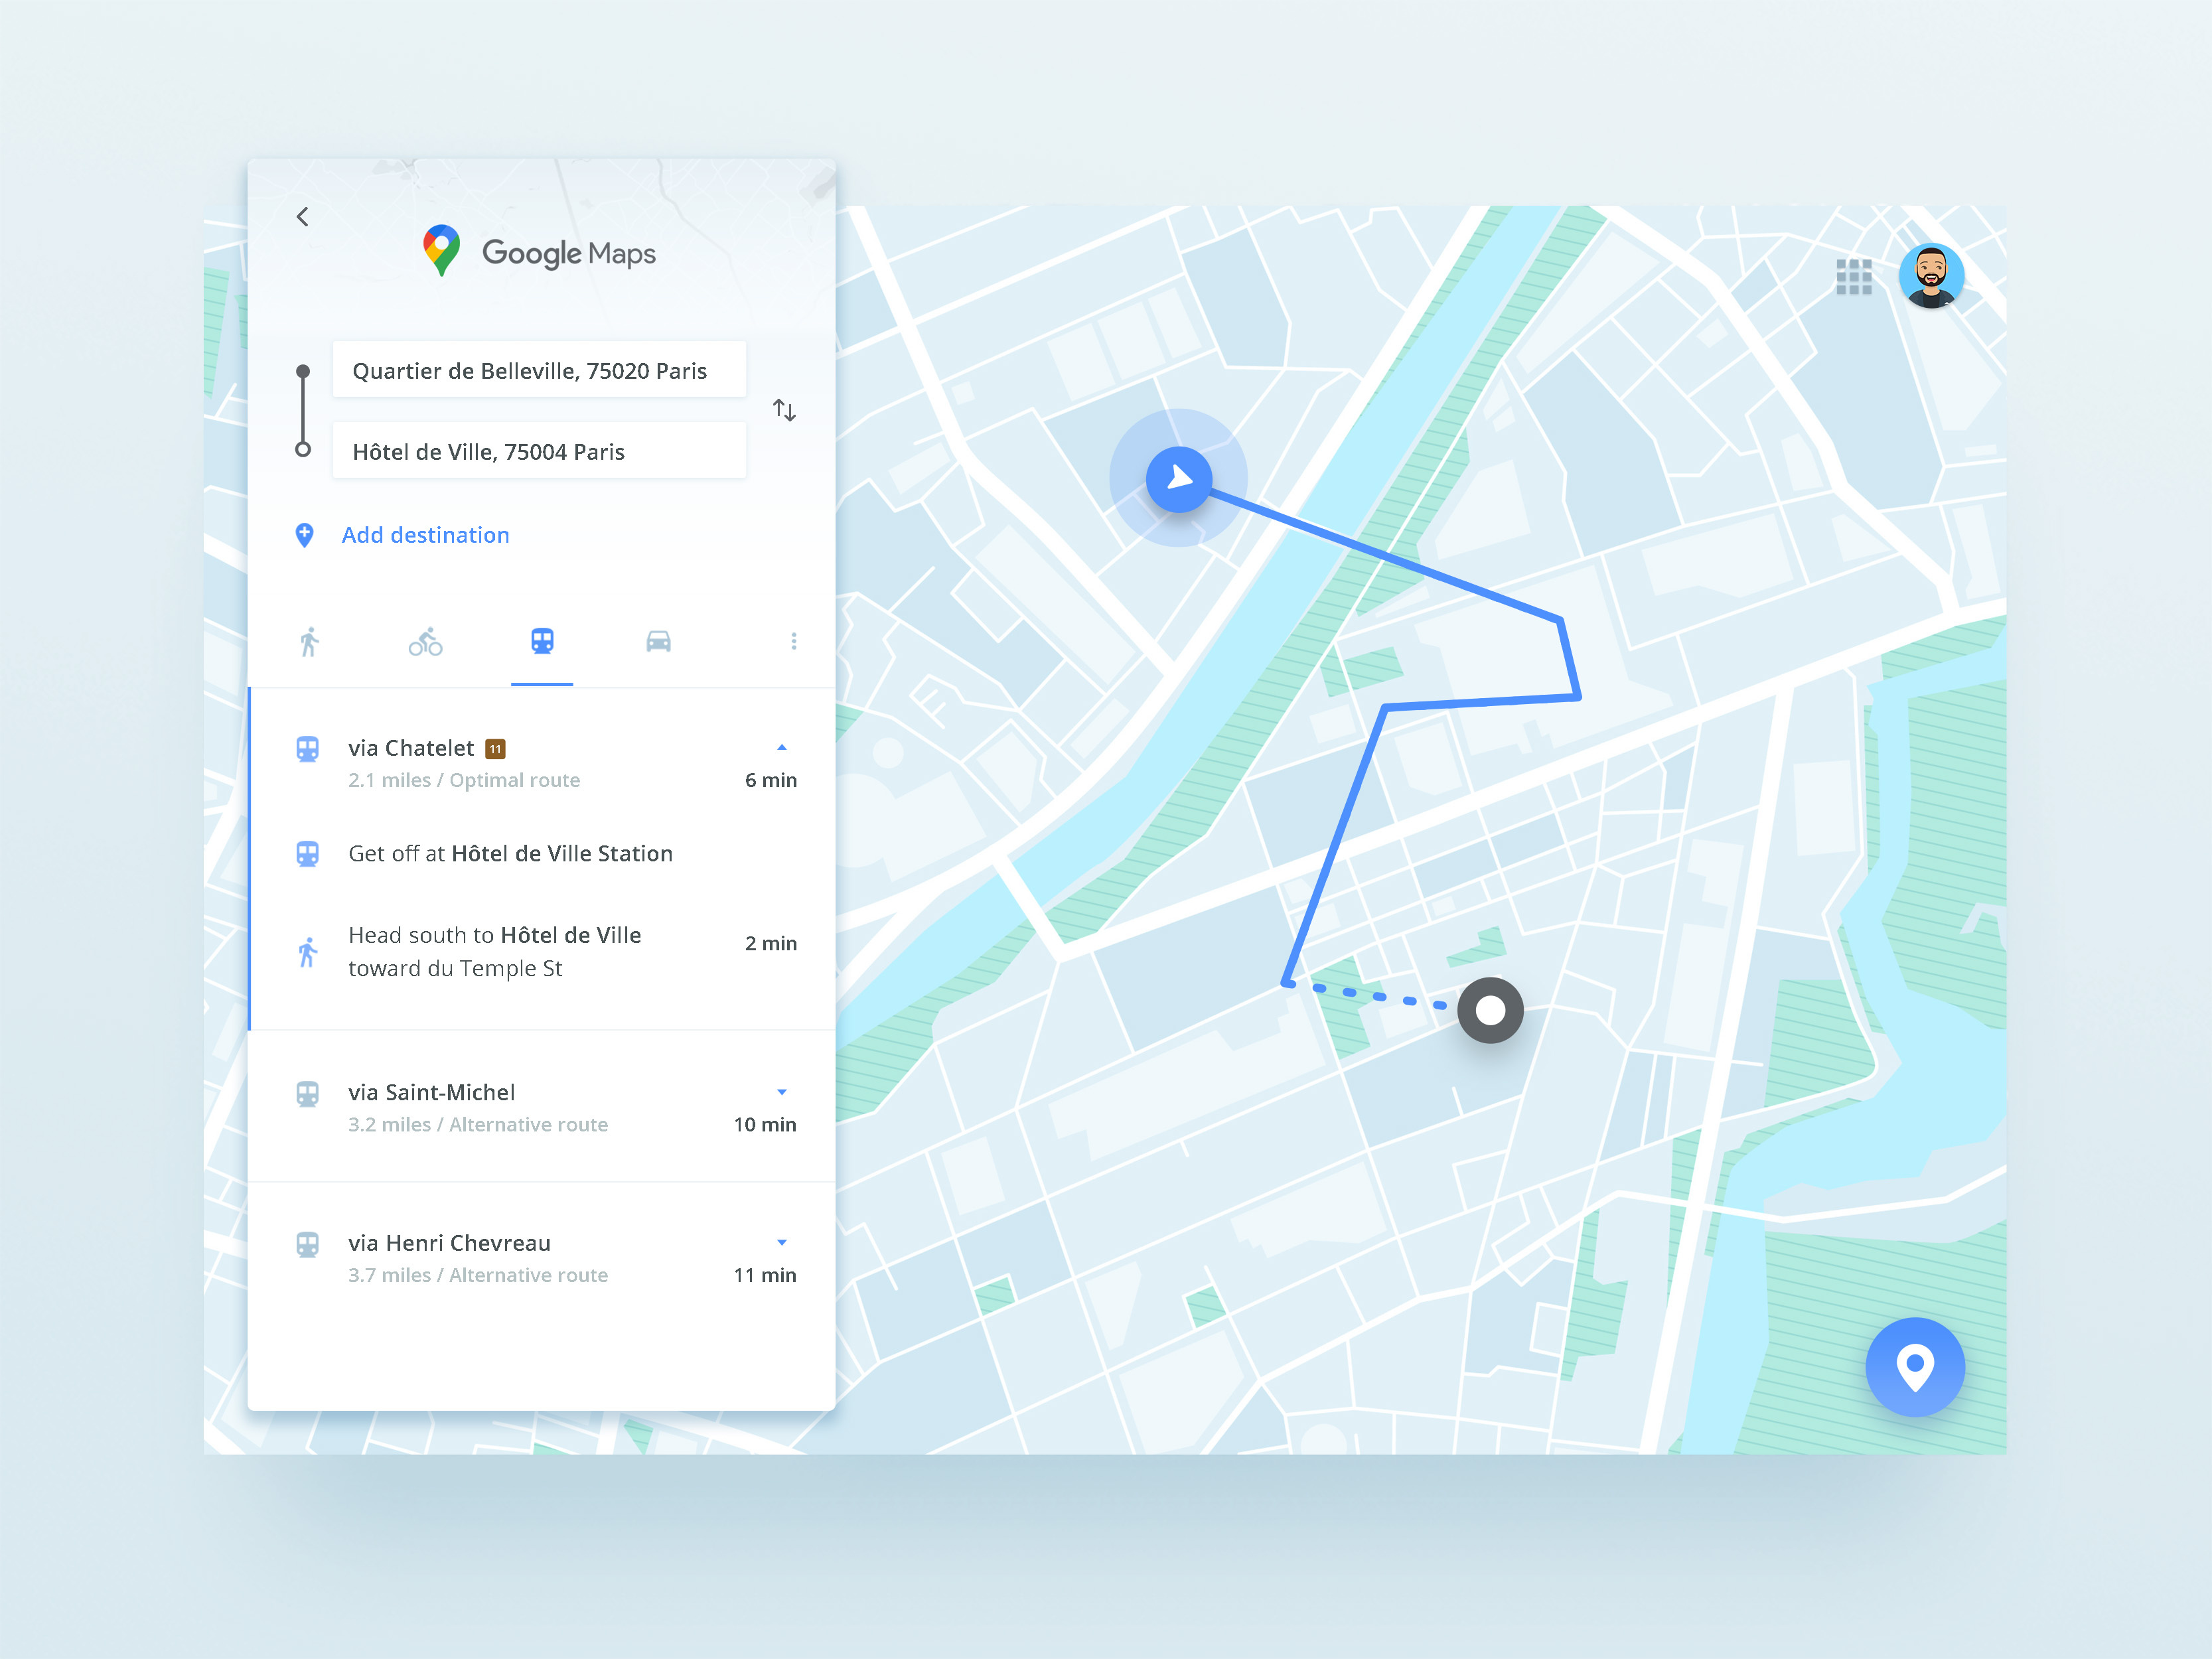 Google Maps
Quartier de Belleville, 75020 Paris
Hôtel de Ville, 75004 Paris
Add destination
via Chatelet 11
2.1 miles / Optimal route 6 min
Get off at Hôtel de Ville Station
Head south to Hôtel de Ville 2 min
toward du Temple St
via Saint-Michel
3.2 miles / Alternative route 10 min
via Henri Chevreau
3.7 miles / Alternative route 11 min